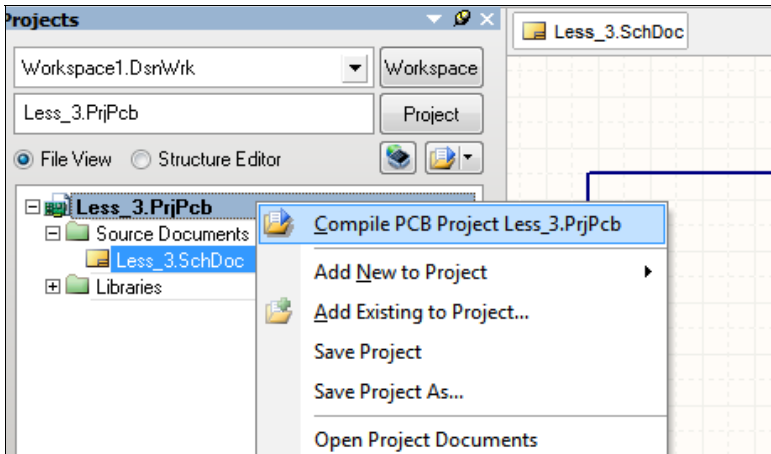 Projects
Less_3.SchDoc
Workspace1.DsnWrk
Workspace
Less_3.PrjPcb
Project
File View
Structure Editor
Less_3.PrjPcb
Source Documents
Less_3.SchDoc
Libraries
Compile PCB Project Less_3.PrjPcb
Add New to Project
Add Existing to Project...
Save Project
Save Project As...
Open Project Documents